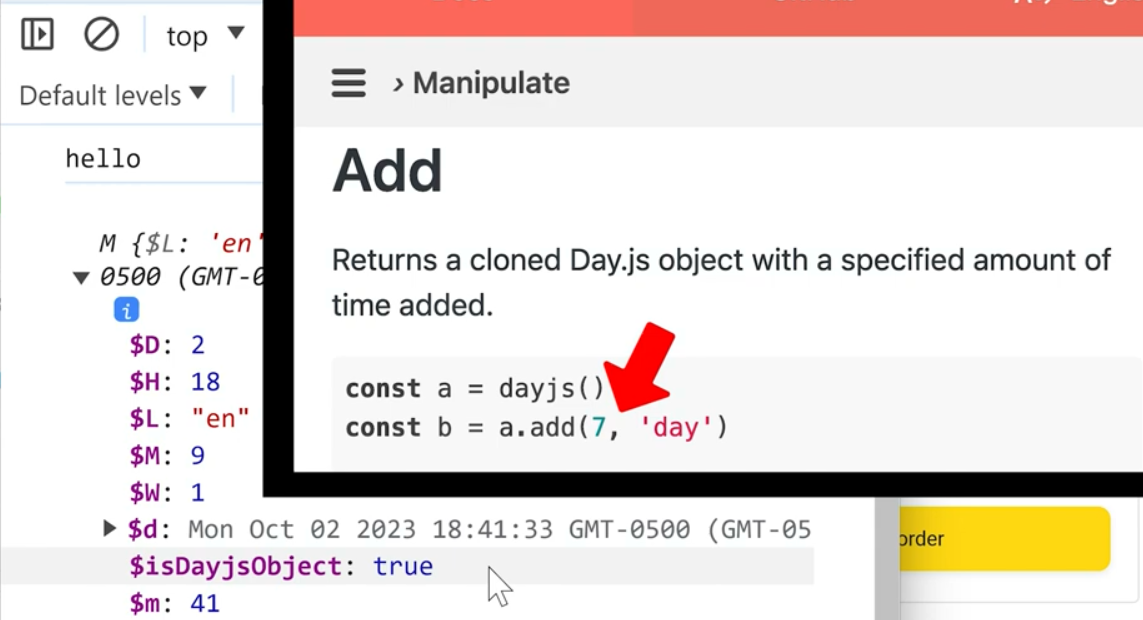 top
Default levels
hello
M {$L: 'en'
0500 (GMT-0
i
$D: 2
$H: 18
$L: "en"
$M: 9
$W: 1
$d: Mon Oct 02 2023 18:41:33 GMT-0500 (GMT-05
$isDayjsObject: true
$m: 41
› Manipulate
Add
Returns a cloned Day.js object with a specified amount of
time added.
const a = dayjs()
const b = a.add(7, 'day')
order